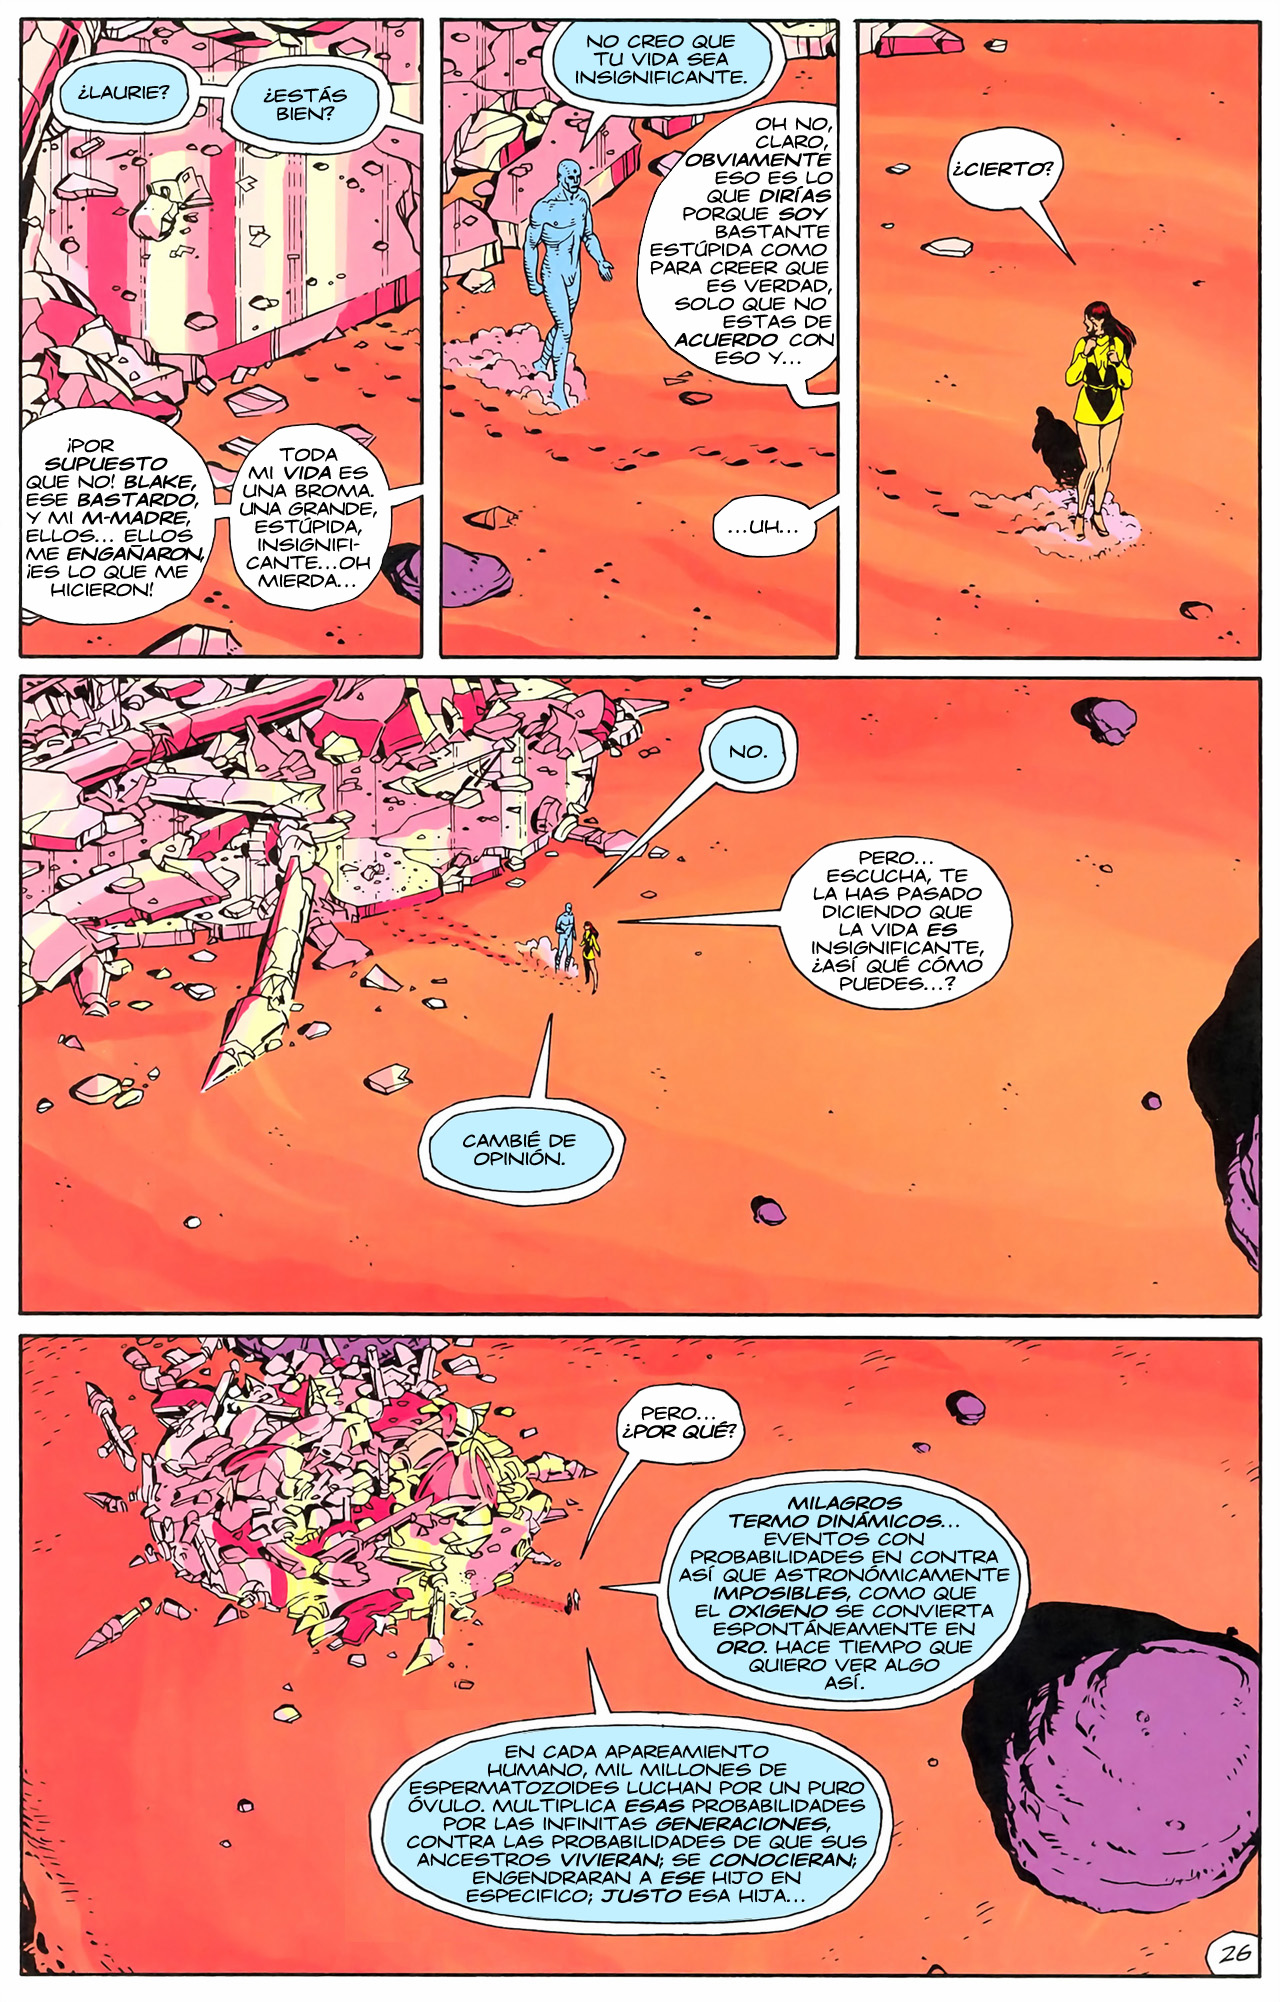 ¿LAURIE?
¿ESTÁS
BIEN?
¡POR
SUPUESTO
QUE NO! BLAKE,
ESE BASTARDO,
Y MI M-MADRE,
ELLOS... ELLOS
ME ENGAÑARON,
¡ES LO QUE ME
HICIERON!
TODA
MI VIDA ES
UNA BROMA.
UNA GRANDE,
ESTÚPIDA,
INSIGNIFI-
CANTE...OH
MIERDA...
NO CREO QUE
TU VIDA SEA
INSIGNIFICANTE.
OH NO,
CLARO,
OBVIAMENTE
ESO ES LO
QUE DIRÍAS
PORQUE SOY
BASTANTE
ESTÚPIDA COMO
PARA CREER QUE
ES VERDAD,
SOLO QUE NO
ESTAS DE
ACUERDO CON
ESO Y...
...UH...
¿CIERTO?
NO.
PERO...
ESCUCHA, TE
LA HAS PASADO
DICIENDO QUE
LA VIDA ES
INSIGNIFICANTE,
¿ASÍ QUÉ CÓMO
PUEDES...?
CAMBIÉ DE
OPINIÓN.
PERO...
¿POR QUÉ?
MILAGROS
TERMO DINÁMICOS...
EVENTOS CON
PROBABILIDADES EN CONTRA
ASÍ QUE ASTRONÓMICAMENTE
IMPOSIBLES, COMO QUE
EL OXIGENO SE CONVIERTA
ESPONTÁNEAMENTE EN
ORO. HACE TIEMPO QUE
QUIERO VER ALGO
ASÍ.
EN CADA APAREAMIENTO
HUMANO, MIL MILLONES DE
ESPERMATOZOIDES LUCHAN POR UN PURO
ÓVULO. MULTIPLICA ESAS PROBABILIDADES
POR LAS INFINITAS GENERACIONES,
CONTRA LAS PROBABILIDADES DE QUE SUS
ANCESTROS VIVIERAN; SE CONOCIERAN;
ENGENDRARAN A ESE HIJO EN
ESPECIFICO; JUSTO ESA HIJA...
26